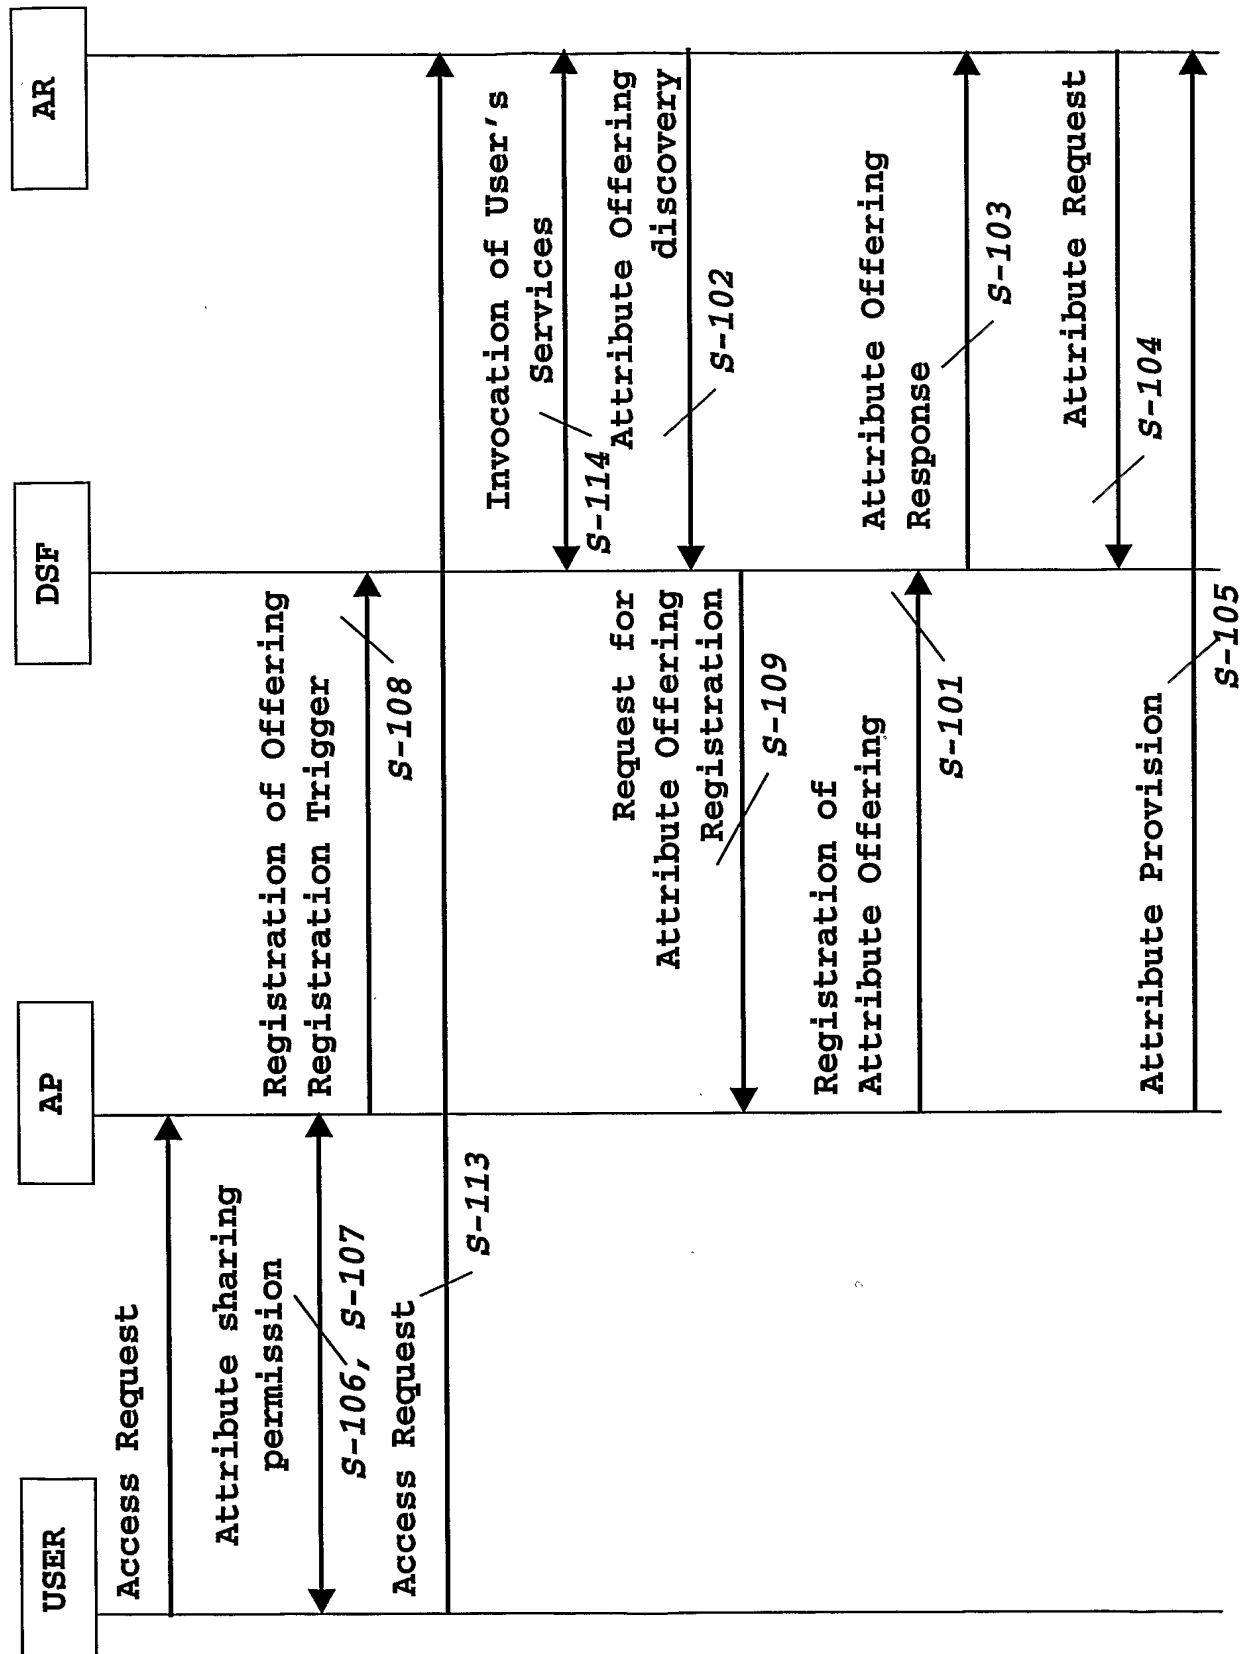 USER
AP
DSF
AR
Access Request
Attribute sharing
permission
S-106, S-107
Registration of Offering
Registration Trigger
S-108
Access Request
S-113
Invocation of User's
Services
S-114
Attribute Offering
discovery
S-102
Request for
Attribute Offering
Registration
S-109
Registration of
Attribute Offering
S-101
Attribute Offering
Response
S-103
Attribute Request
S-104
Attribute Provision
S-105